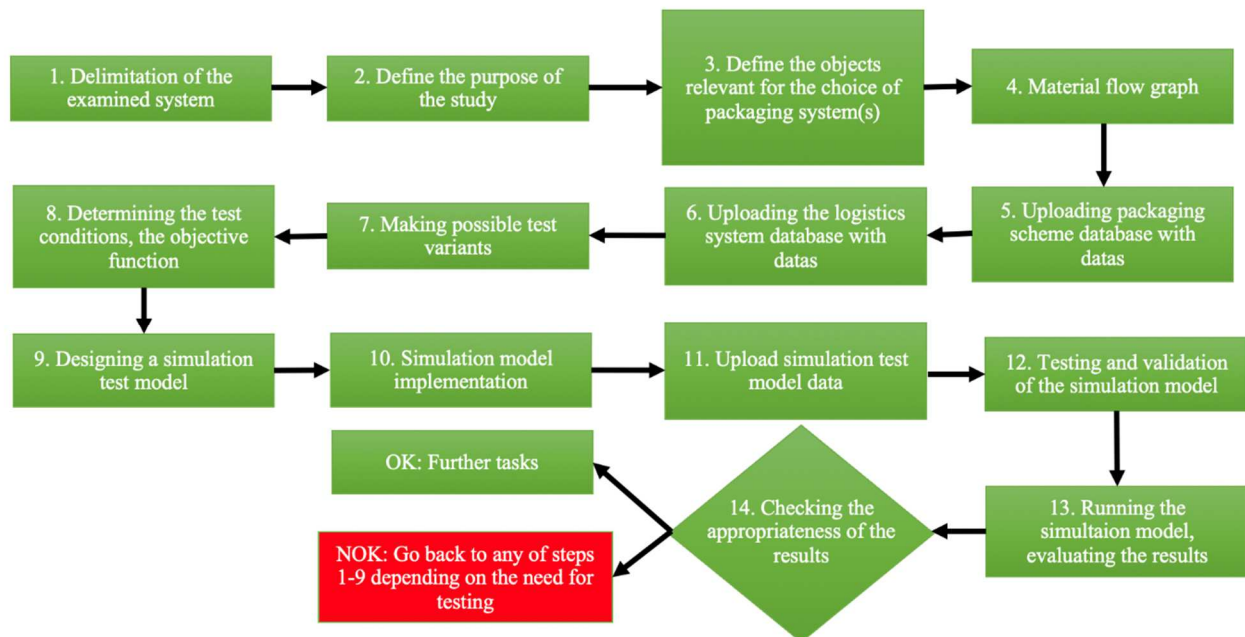 1. Delimitation of the
examined system
2. Define the purpose of
the study
3. Define the objects
relevant for the choice of
packaging system(s)
4. Material flow graph
5. Uploading packaging
scheme database with
datas
6. Uploading the logistics
system database with
datas
7. Making possible test
variants
8. Determining the test
conditions, the objective
function
9. Designing a simulation
test model
10. Simulation model
implementation
11. Upload simulation test
model data
12. Testing and validation
of the simulation model
13. Running the
simultaion model,
evaluating the results
14. Checking the
appropriateness of the
results
OK: Further tasks
NOK: Go back to any of steps
1-9 depending on the need for
testing